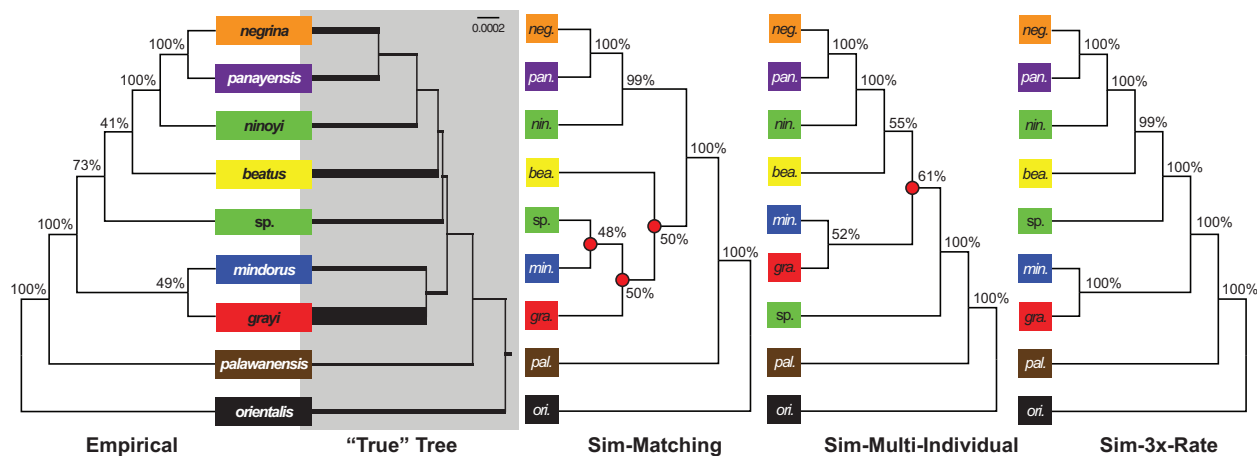 negrina
panayensis
ninoyi
beatus
sp.
mindorus
grayi
palawanensis
orientalis
100%
100%
41%
73%
100%
49%
100%
Empirical
0.0002
“True” Tree
neg.
pan.
nin.
bea.
sp.
min.
gra.
pal.
ori.
100%
99%
100%
48%
50%
50%
100%
Sim-Matching
neg.
pan.
nin.
bea.
min.
gra.
sp.
pal.
ori.
100%
100%
55%
61%
52%
100%
100%
Sim-Multi-Individual
neg.
pan.
nin.
bea.
sp.
min.
gra.
pal.
ori.
100%
100%
99%
100%
100%
100%
100%
Sim-3x-Rate